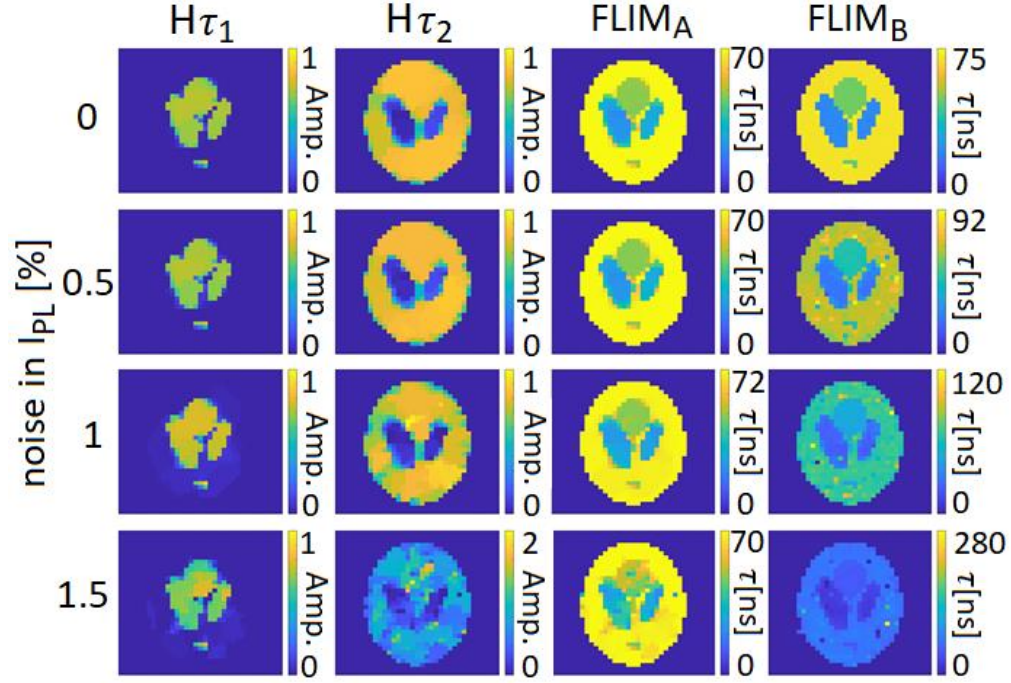 Hτ1 Hτ2 FLIMA FLIMB
noise in IPL [%]
0 1 Amp. 0 1 Amp. 0 70 τ[ns] 0 75 τ[ns] 0
0.5 1 Amp. 0 1 Amp. 0 70 τ[ns] 0 92 τ[ns] 0
1 1 Amp. 0 1 Amp. 0 72 τ[ns] 0 120 τ[ns] 0
1.5 1 Amp. 0 2 Amp. 0 70 τ[ns] 0 280 τ[ns] 0